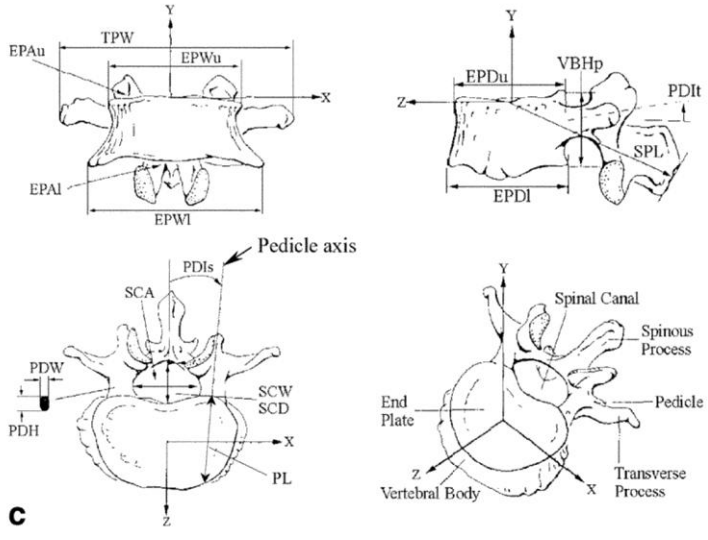 Y
TPW
EPAu
EPWu
X
EPAl
EPWl
Y
EPDu
VBHp
PDIt
Z
SPL
EPDl
Pedicle axis
PDIs
SCA
PDW
SCW
SCD
PDH
X
PL
Z
C
Y
Spinal Canal
Spinous
Process
End
Plate
Pedicle
Z
X
Vertebral Body
Transverse
Process